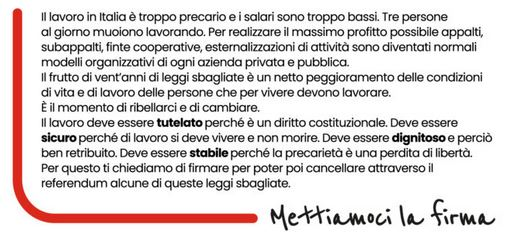 Il lavoro in Italia è troppo precario e i salari sono troppo bassi. Tre persone
al giorno muoiono lavorando. Per realizzare il massimo profitto possibile appalti,
subappalti, finte cooperative, esternalizzazioni di attività sono diventati normali
modelli organizzativi di ogni azienda privata e pubblica.
Il frutto di vent'anni di leggi sbagliate è un netto peggioramento delle condizioni
di vita e di lavoro delle persone che per vivere devono lavorare.
È il momento di ribellarci e di cambiare.
Il lavoro deve essere tutelato perché è un diritto costituzionale. Deve essere
sicuro perché di lavoro si deve vivere e non morire. Deve essere dignitoso e perciò
ben retribuito. Deve essere stabile perché la precarietà è una perdita di libertà.
Per questo ti chiediamo di firmare per poter poi cancellare attraverso il
referendum alcune di queste leggi sbagliate.
Mettiamoci la firma